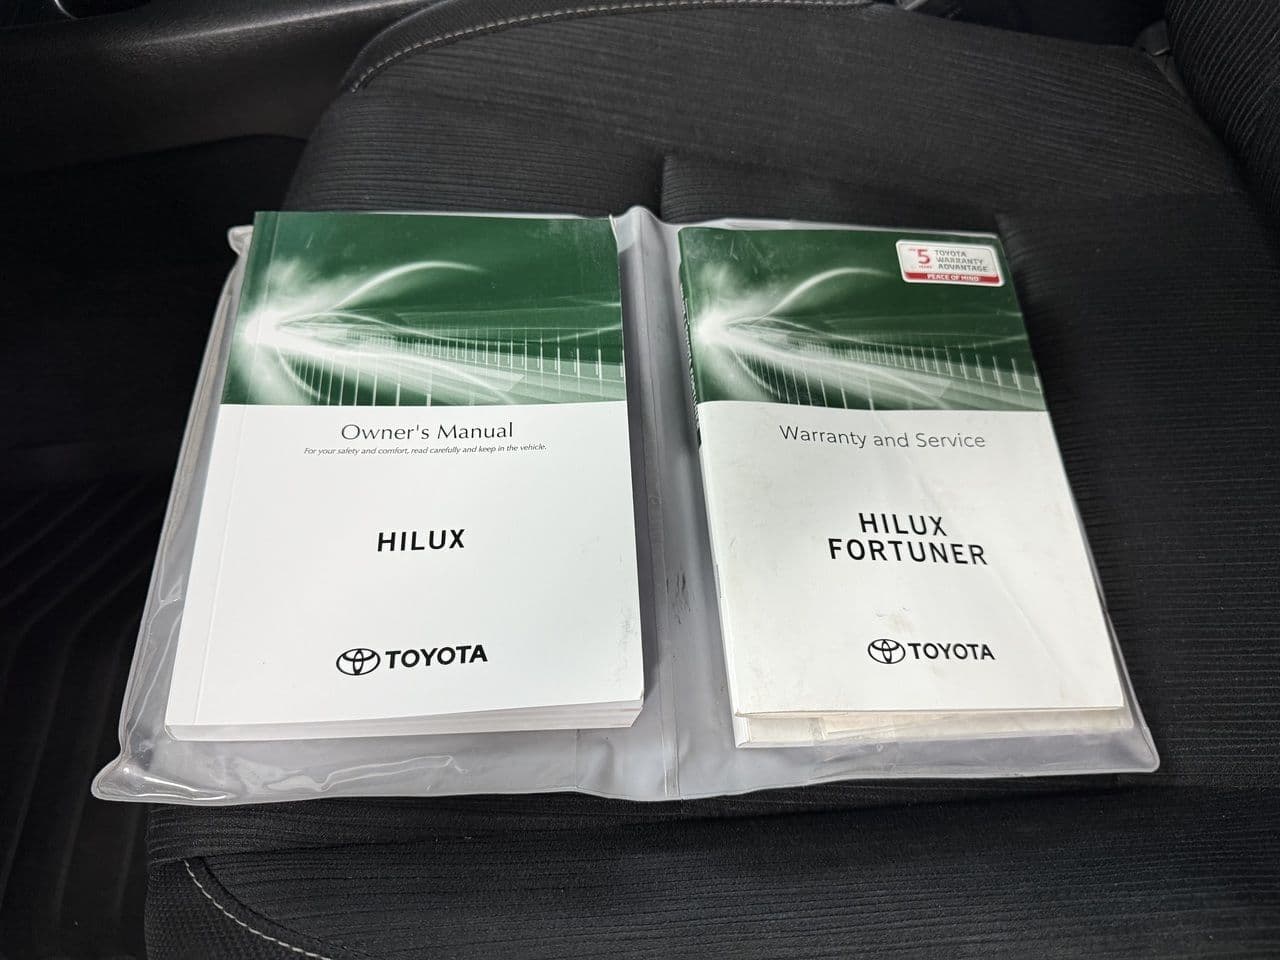 Owner's Manual
For your safety and comfort, read carefully and keep in the vehicle.
HILUX
TOYOTA
5
TOYOTA
WARRANTY
ADVANTAGE
PEACE OF MIND
Warranty and Service
HILUX
FORTUNER
TOYOTA